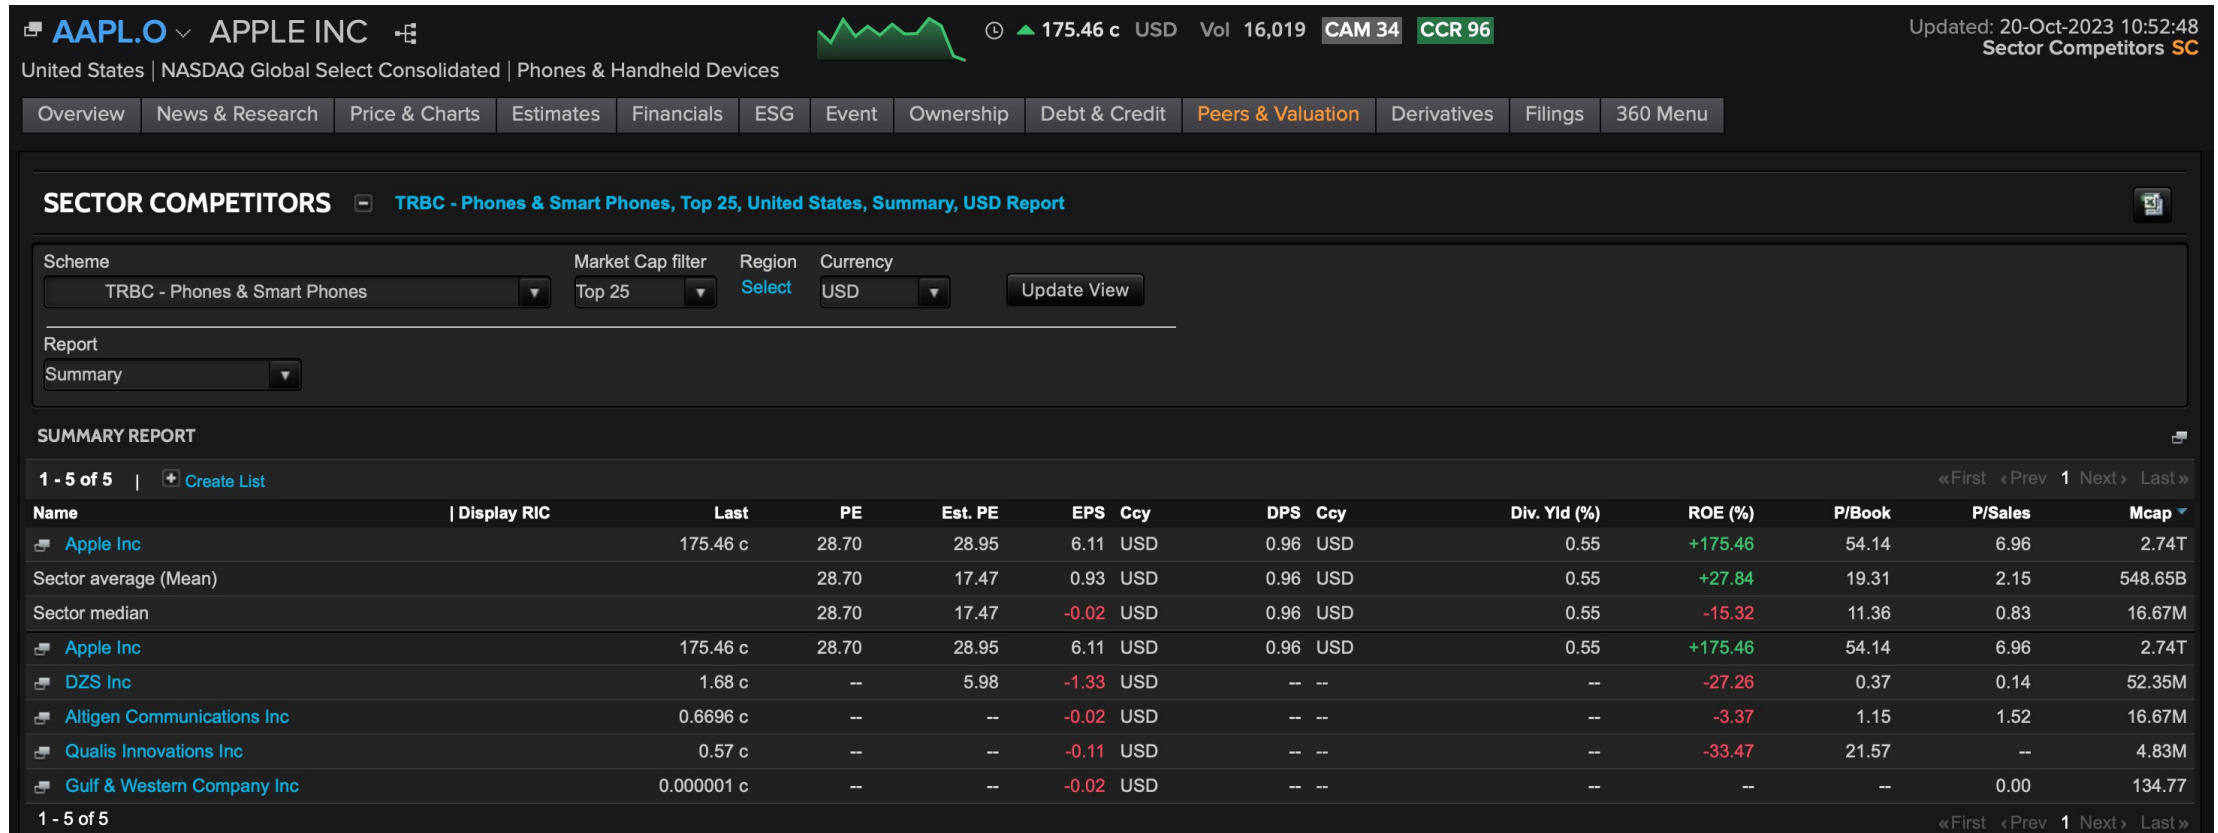 AAPL.O APPLE INC 175.46 c USD Vol 16,019 CAM 34 CCR 96 Updated: 20-Oct-2023 10:52:48
Sector Competitors SC
United States | NASDAQ Global Select Consolidated | Phones & Handheld Devices
Overview News & Research Price & Charts Estimates Financials ESG Event Ownership Debt & Credit Peers & Valuation Derivatives Filings 360 Menu
SECTOR COMPETITORS TRBC - Phones & Smart Phones, Top 25, United States, Summary, USD Report
Scheme Market Cap filter Region Currency
TRBC - Phones & Smart Phones Top 25 Select USD Update View
Report
Summary
SUMMARY REPORT
1 - 5 of 5 | Create List «First ‹Prev 1 Next› Last»
Name | Display RIC Last PE Est. PE EPS Ccy DPS Ccy Div. Yld (%) ROE (%) P/Book P/Sales Mcap
Apple Inc 175.46 c 28.70 28.95 6.11 USD 0.96 USD 0.55 +175.46 54.14 6.96 2.74T
Sector average (Mean) 28.70 17.47 0.93 USD 0.96 USD 0.55 +27.84 19.31 2.15 548.65B
Sector median 28.70 17.47 -0.02 USD 0.96 USD 0.55 -15.32 11.36 0.83 16.67M
Apple Inc 175.46 c 28.70 28.95 6.11 USD 0.96 USD 0.55 +175.46 54.14 6.96 2.74T
DZS Inc 1.68 c -- 5.98 -1.33 USD -- -- -- -27.26 0.37 0.14 52.35M
Altigen Communications Inc 0.6696 c -- -- -0.02 USD -- -- -- -3.37 1.15 1.52 16.67M
Qualis Innovations Inc 0.57 c -- -- -0.11 USD -- -- -- -33.47 21.57 -- 4.83M
Gulf & Western Company Inc 0.000001 c -- -- -0.02 USD -- -- -- -- -- 0.00 134.77
1 - 5 of 5 «First ‹Prev 1 Next› Last»